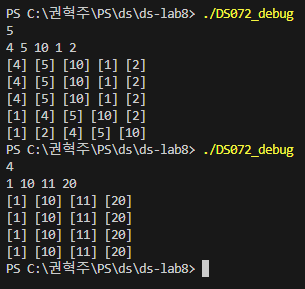 PS C:\권혁주\PS\ds\ds-lab8> ./DS072_debug
5
4 5 10 1 2
[4] [5] [10] [1] [2]
[4] [5] [10] [1] [2]
[4] [5] [10] [1] [2]
[1] [4] [5] [10] [2]
[1] [2] [4] [5] [10]
PS C:\권혁주\PS\ds\ds-lab8> ./DS072_debug
4
1 10 11 20
[1] [10] [11] [20]
[1] [10] [11] [20]
[1] [10] [11] [20]
[1] [10] [11] [20]
PS C:\권혁주\PS\ds\ds-lab8>